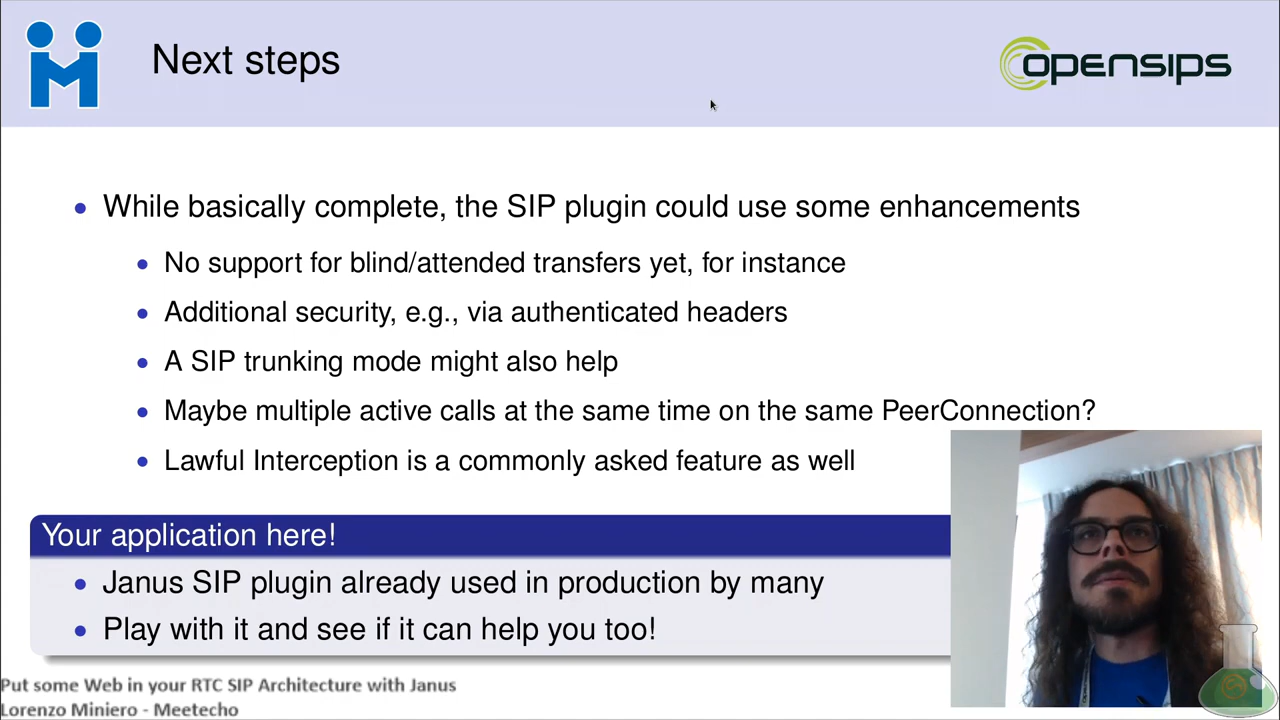 Next steps
opensips
While basically complete, the SIP plugin could use some enhancements
No support for blind/attended transfers yet, for instance
Additional security, e.g., via authenticated headers
A SIP trunking mode might also help
Maybe multiple active calls at the same time on the same PeerConnection?
Lawful Interception is a commonly asked feature as well
Your application here!
Janus SIP plugin already used in production by many
Play with it and see if it can help you too!
Put some Web in your RTC SIP Architecture with Janus
Lorenzo Miniero - Meetecho